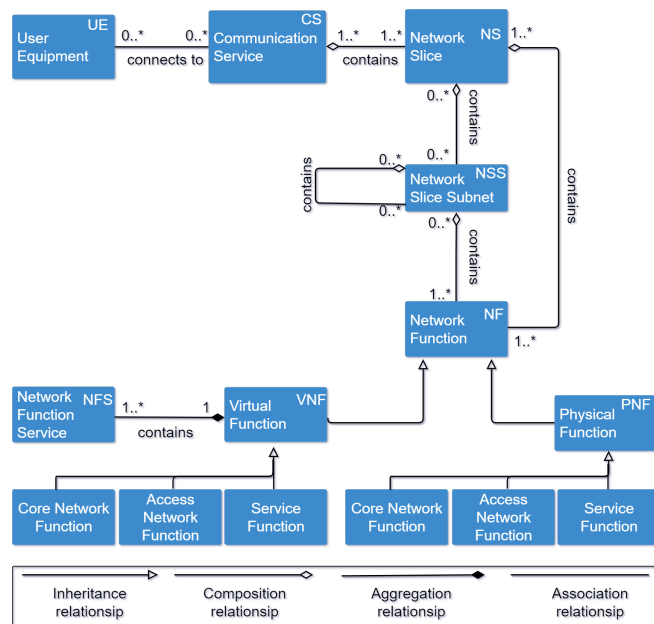 UE
User
Equipment
0..*
0..*
connects to
CS
Communication
Service
1..*
1..*
contains
NS
Network
Slice
1..*
0..*
contains
0..*
contains
0..*
0..*
NSS
Network
Slice Subnet
0..*
contains
1..*
contains
NF
Network
Function
1..*
NFS
Network
Function
Service
1..*
1
contains
VNF
Virtual
Function
PNF
Physical
Function
Core Network
Function
Access
Network
Function
Service
Function
Core Network
Function
Access
Network
Function
Service
Function
Inheritance
relationsip
Composition
relationship
Aggregation
relationsip
Association
relationsip